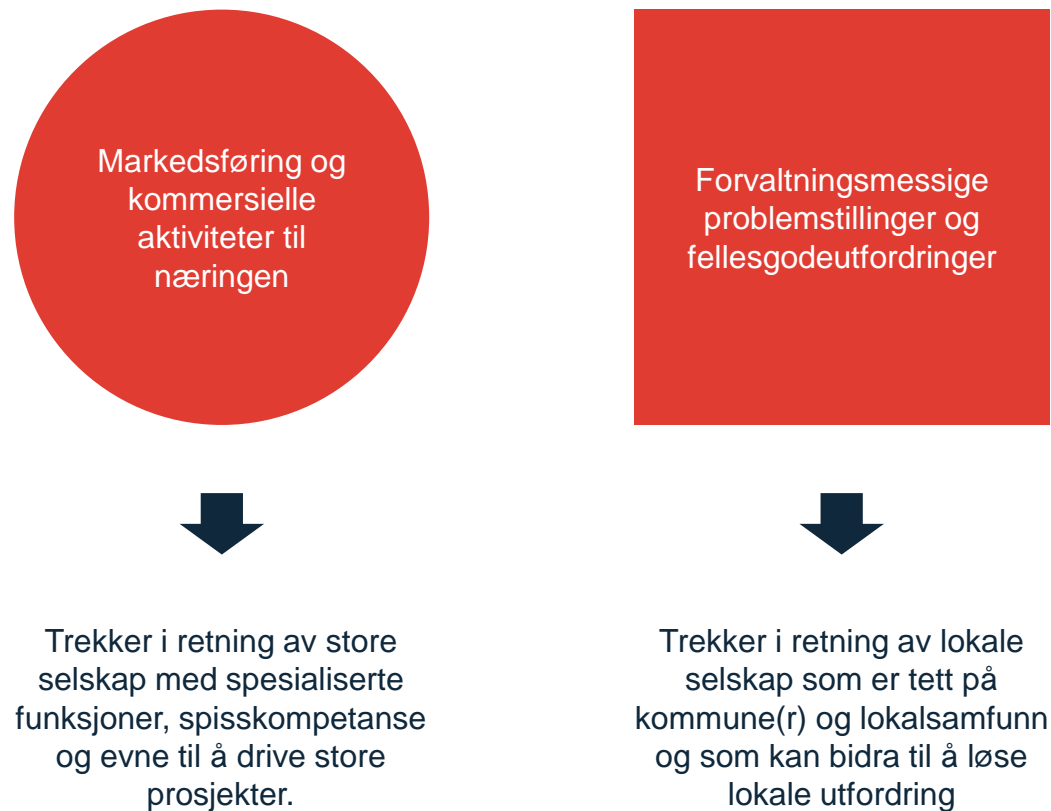 Markedsføring og
kommersielle
aktiviteter til
næringen
Forvaltningsmessige
problemstillinger og
fellesgodeutfordringer
Trekker i retning av store
selskap med spesialiserte
funksjoner, spisskompetanse
og evne til å drive store
prosjekter.
Trekker i retning av lokale
selskap som er tett på
kommune(r) og lokalsamfunn
og som kan bidra til å løse
lokale utfordring